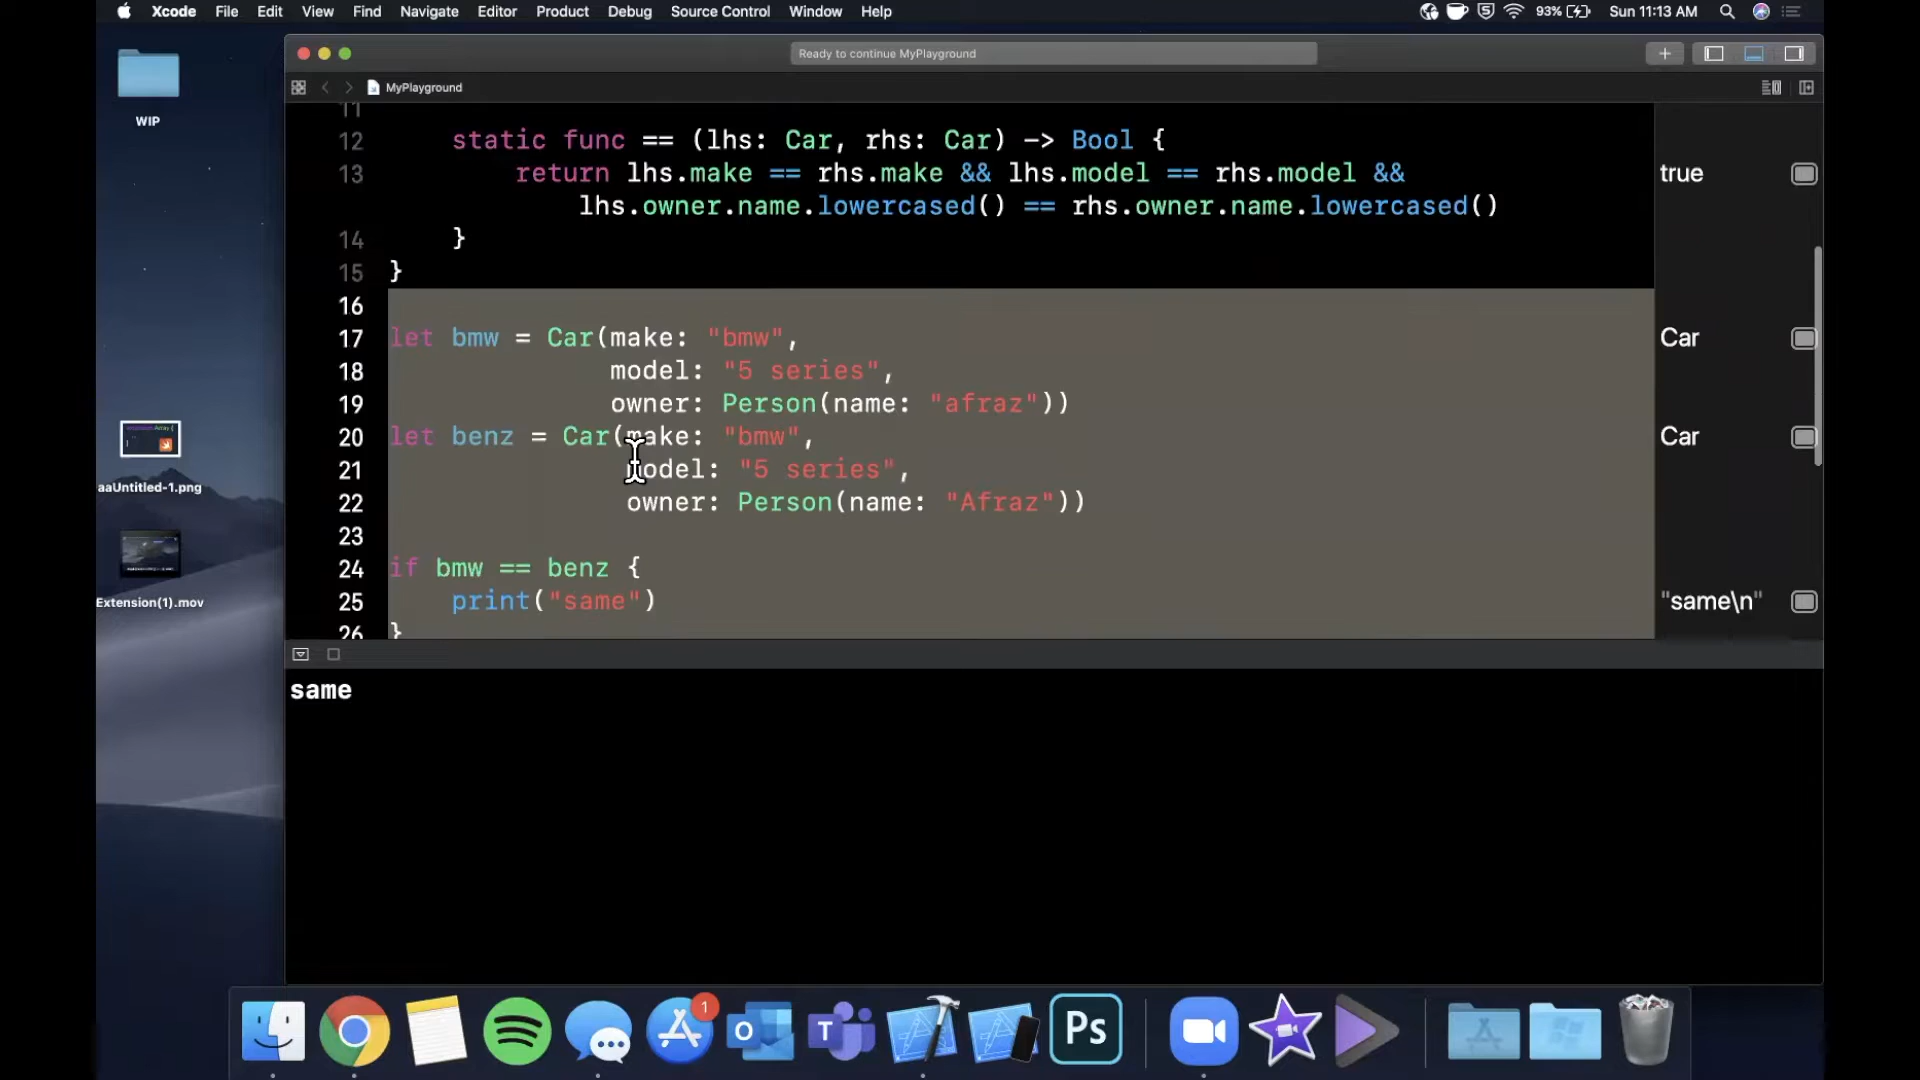 Xcode File Edit View Find Navigate Editor Product Debug Source Control Window Help 93% Sun 11:13 AM
WIP
Ready to continue MyPlayground
MyPlayground
11
12 static func == (lhs: Car, rhs: Car) -> Bool {
13 return lhs.make == rhs.make && lhs.model == rhs.model && true
lhs.owner.name.lowercased() == rhs.owner.name.lowercased()
14 }
15 }
16
17 let bmw = Car(make: "bmw", Car
18 model: "5 series",
19 owner: Person(name: "afraz"))
20 let benz = Car(make: "bmw", Car
21 model: "5 series",
22 owner: Person(name: "Afraz"))
23
24 if bmw == benz {
25 print("same") "same\n"
26 }
same
aaUntitled-1.png
Extension(1).mov
1
O
T
Ps